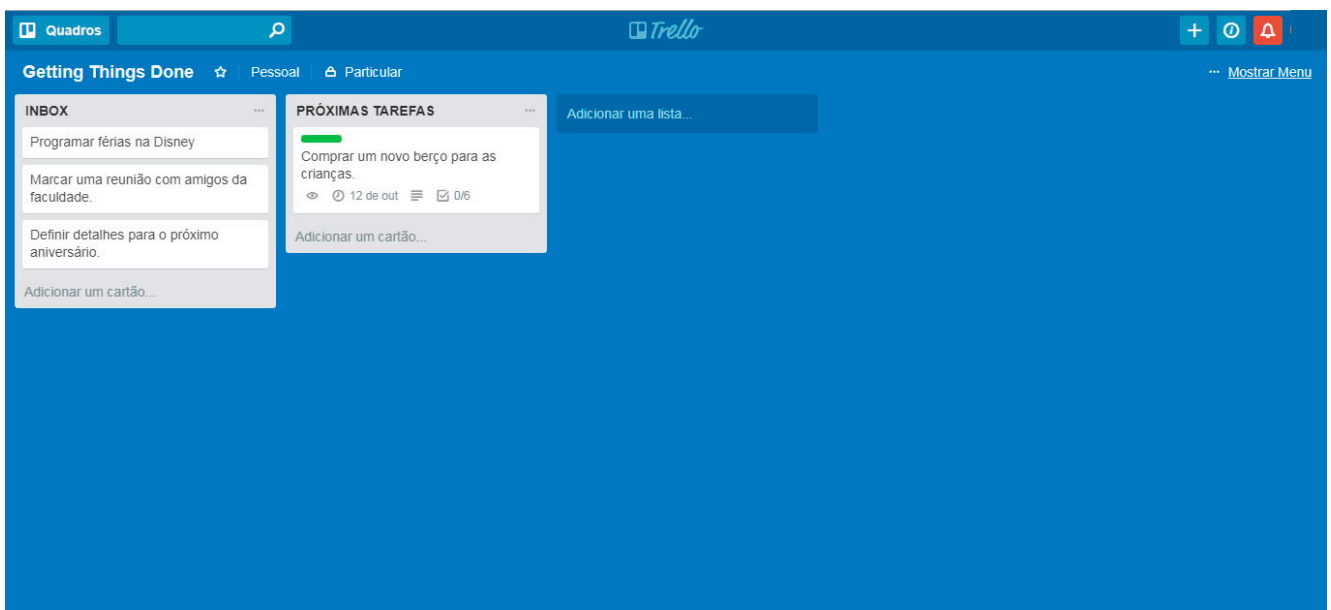 Quadros
Trello
Getting Things Done
Pessoal
Particular
... Mostrar Menu
INBOX
...
Programar férias na Disney
Marcar uma reunião com amigos da
faculdade.
Definir detalhes para o próximo
aniversário.
Adicionar um cartão...
PRÓXIMAS TAREFAS
...
Comprar um novo berço para as
crianças.
12 de out
0/6
Adicionar um cartão...
Adicionar uma lista...